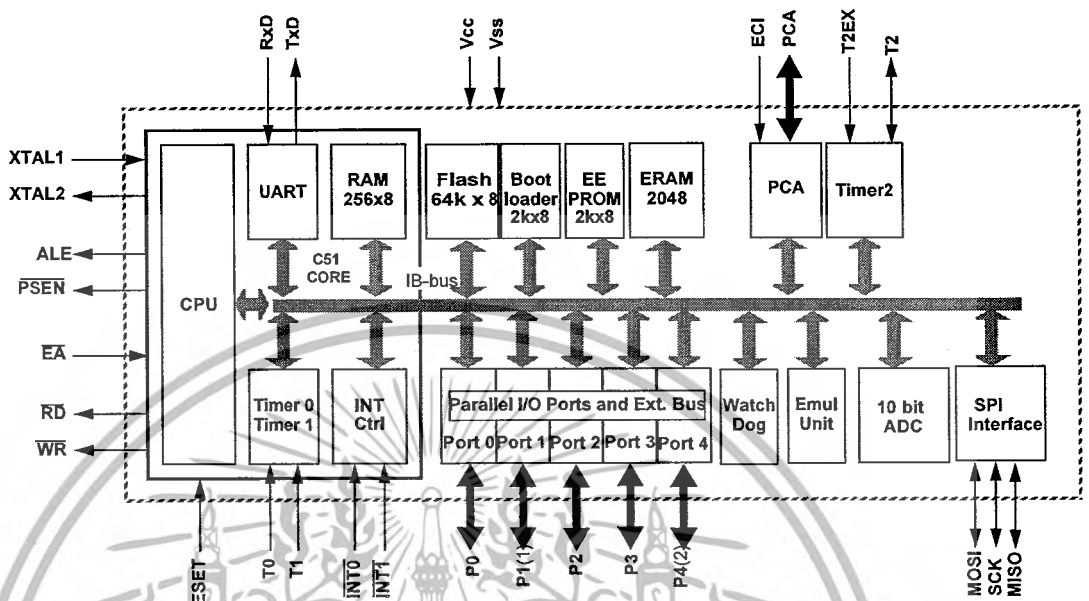 RxD
TxD
Vcc
Vss
ECI
PCA
T2EX
T2
XTAL1
XTAL2
ALE
PSEN
EA
RD
WR
CPU
UART
RAM
256x8
C51
CORE
IB-bus
Flash
64k x 8
Boot
loader
2kx8
EE
PROM
2kx8
ERAM
2048
PCA
Timer2
Timer 0
Timer 1
INT
Ctrl
Parallel I/O Ports and Ext. Bus
Port 0
Port 1
Port 2
Port 3
Port 4
Watch
Dog
Emul
Unit
10 bit
ADC
SPI
Interface
ESET
T0
T1
INT0
INT1
P0
P1(1)
P2
P3
P4(2)
MOSI
SCK
MISO